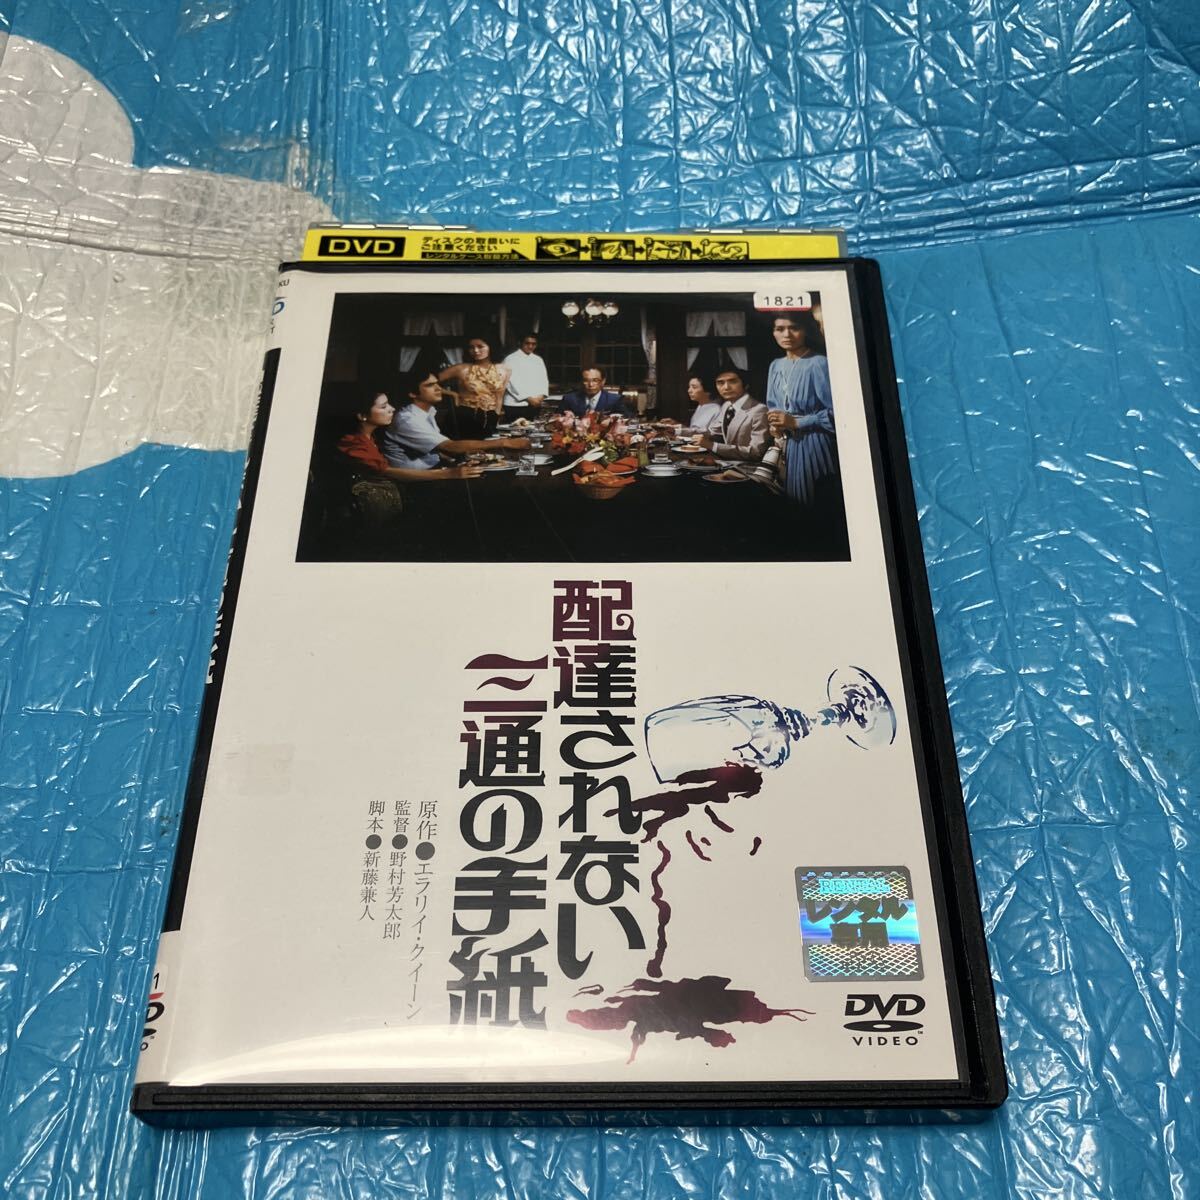 DVD
ディスクの取扱いに
ご注意ください
レンタルケース収録方法
1821
配達されない
三通の手紙
原作●エラリイ・クイーン
監督●野村芳太郎
脚本●新藤兼人
レンタル
DVD
VIDEO